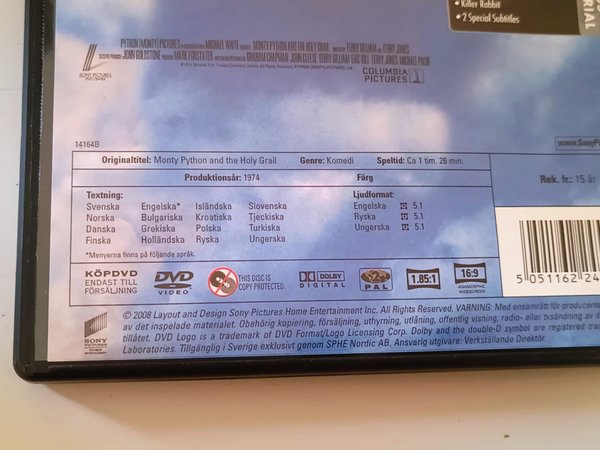 • Killer Rabbit
• 2 Special Subtitles
RIAL
PYTHON (MONTY) PICTURES MICHAEL WHITE MONTY PYTHON AND THE HOLY GRAIL TERRY GILLIAM TERRY JONES
JOHN GOLDSTONE MARK FORSTATER GRAHAM CHAPMAN JOHN CLEESE TERRY GILLIAM ERIC IDLE TERRY JONES MICHAEL PALIN
SONY PICTURES
COLUMBIA
PICTURES
14164B
www.SonyP
Originaltitel: Monty Python and the Holy Grail Genre: Komedi Speltid: Ca 1 tim. 26 min.
Produktionsår: 1974 Färg
Rek. fr.: 15 år
Textning: Ljudformat:
Svenska Engelska* Isländska Slovenska Engelska 5.1
Norska Bulgariska Kroatiska Tjeckiska Ryska 5.1
Danska Grekiska Polska Turkiska Ungerska 5.1
Finska Holländska Ryska Ungerska
*Menyerna finns på följande språk.
KÖPDVD
ENDAST TILL
FÖRSÄLJNING
DVD
VIDEO
THIS DISC IS
COPY PROTECTED
DOLBY
DIGITAL
2
PAL
1.85:1
16:9
ANAMORPHIC
WIDESCREEN
5 051162 24
SONY
PICTURES
© 2008 Layout and Design Sony Pictures Home Entertainment Inc. All Rights Reserved. VARNING: Med ensamrätt för producente
av det inspelade materialet. Obehörig kopiering, försäljning, uthyrning, utlåning, offentlig visning, radio- eller tvsändning av d
tillåtet. DVD Logo is a trademark of DVD Format/Logo Licensing Corp. Dolby and the double-D symbol are registered trad
Laboratories. Tillgänglig i Sverige exklusivt genom SPHE Nordic AB. Ansvarig utgivare: Verkställande Direktör.